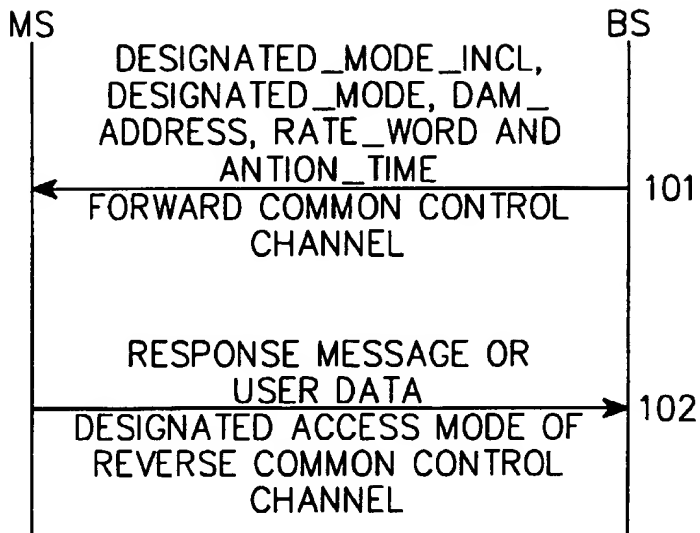 MS
BS
DESIGNATED_MODE_INCL,
DESIGNATED_MODE, DAM_
ADDRESS, RATE_WORD AND
ANTION_TIME
101
FORWARD COMMON CONTROL
CHANNEL
RESPONSE MESSAGE OR
USER DATA
102
DESIGNATED ACCESS MODE OF
REVERSE COMMON CONTROL
CHANNEL